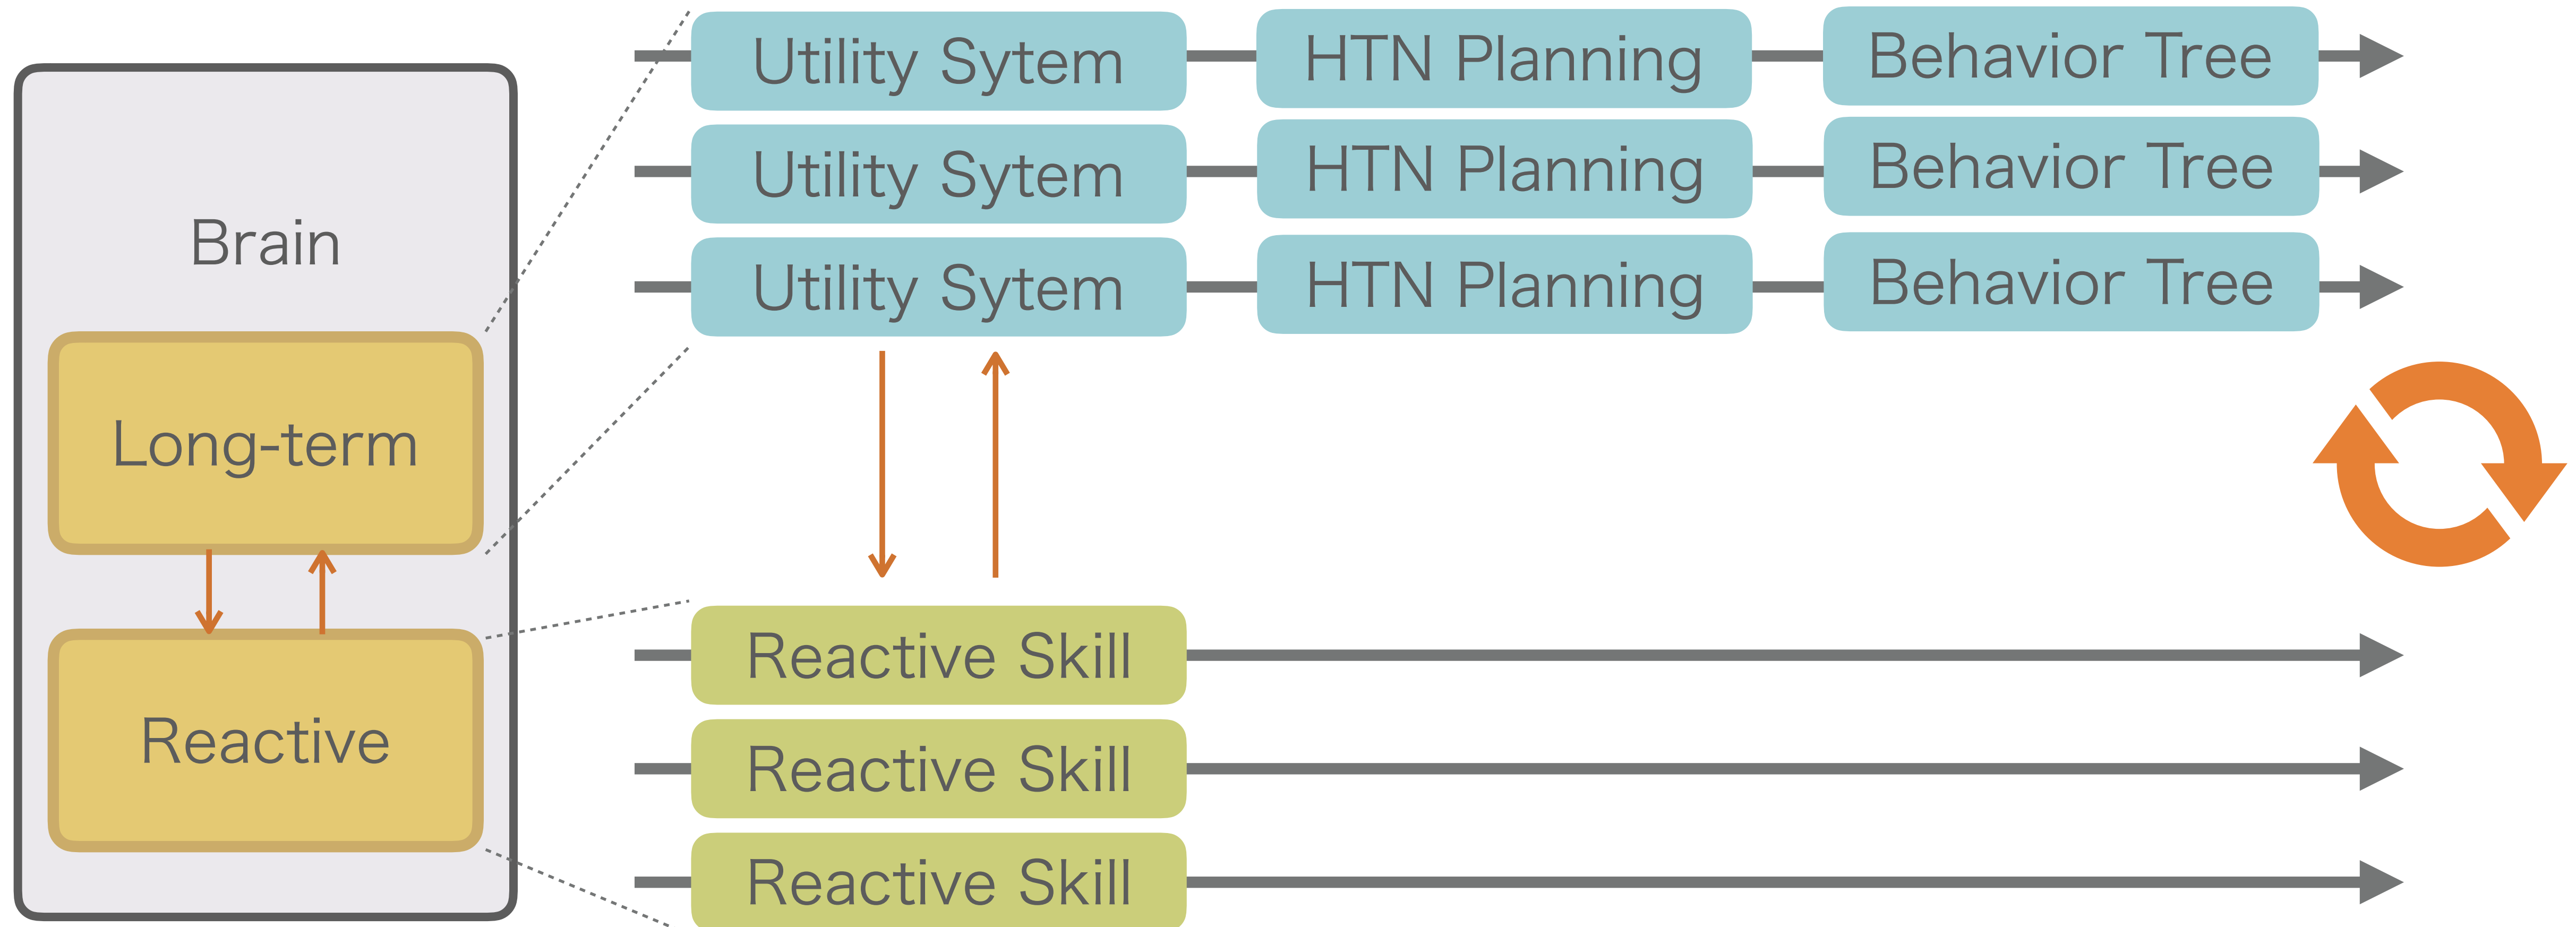 Brain
Long-term
Reactive
Utility Sytem HTN Planning Behavior Tree
Utility Sytem HTN Planning Behavior Tree
Utility Sytem HTN Planning Behavior Tree
Reactive Skill
Reactive Skill
Reactive Skill